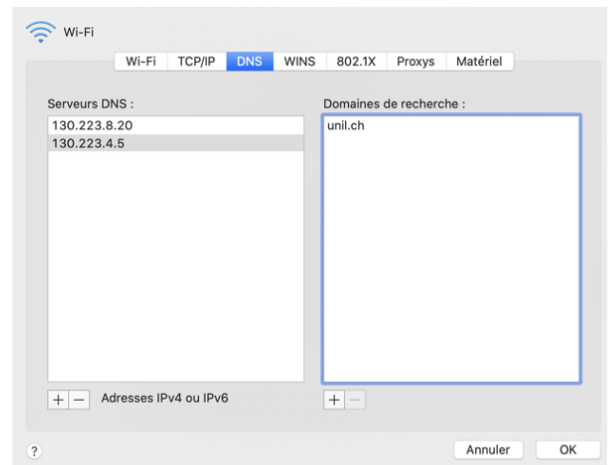 Wi-Fi
Wi-Fi TCP/IP DNS WINS 802.1X Proxys Matériel
Serveurs DNS :
130.223.8.20
130.223.4.5
Domaines de recherche :
unil.ch
+ − Adresses IPv4 ou IPv6
+ −
? Annuler OK